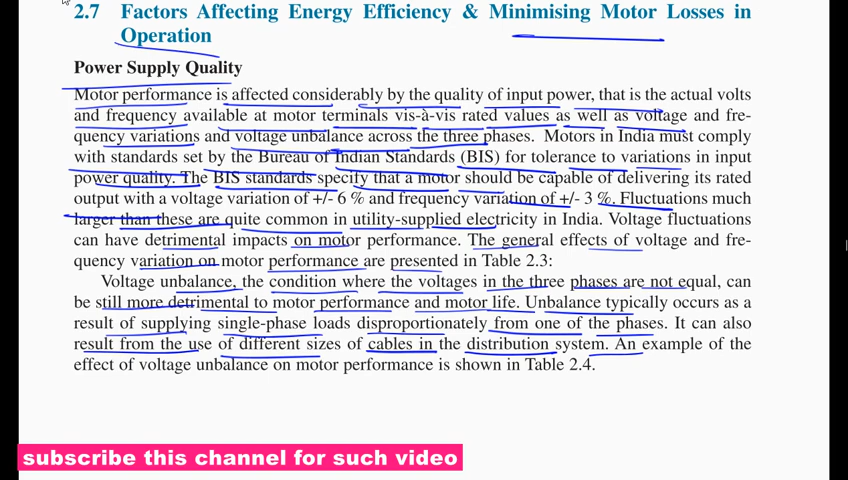 2.7 Factors Affecting Energy Efficiency & Minimising Motor Losses in
Operation
Power Supply Quality
Motor performance is affected considerably by the quality of input power, that is the actual volts
and frequency available at motor terminals vis-à-vis rated values as well as voltage and fre-
quency variations and voltage unbalance across the three phases. Motors in India must comply
with standards set by the Bureau of Indian Standards (BIS) for tolerance to variations in input
power quality. The BIS standards specify that a motor should be capable of delivering its rated
output with a voltage variation of +/- 6 % and frequency variation of +/- 3 %. Fluctuations much
larger than these are quite common in utility-supplied electricity in India. Voltage fluctuations
can have detrimental impacts on motor performance. The general effects of voltage and fre-
quency variation on motor performance are presented in Table 2.3:
Voltage unbalance, the condition where the voltages in the three phases are not equal, can
be still more detrimental to motor performance and motor life. Unbalance typically occurs as a
result of supplying single-phase loads disproportionately from one of the phases. It can also
result from the use of different sizes of cables in the distribution system. An example of the
effect of voltage unbalance on motor performance is shown in Table 2.4.
subscribe this channel for such video